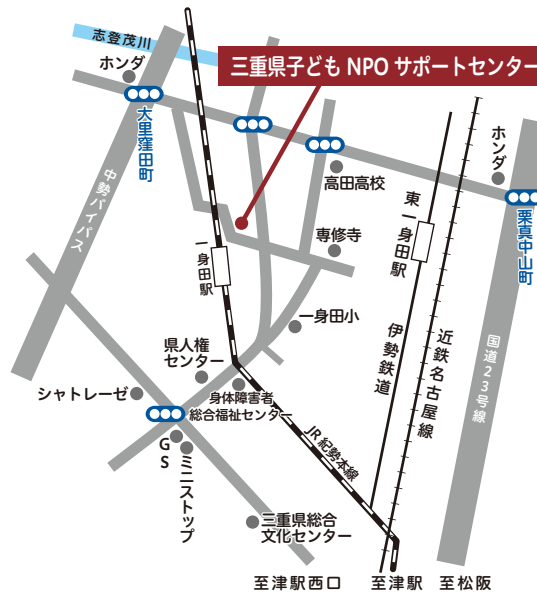 志登茂川
ホンダ
三重県子ども NPO サポートセンター
大里窪田町
ホンダ
高田高校
中勢バイパス
東一身田駅
栗真中山町
専修寺
一身田駅
一身田小
伊勢鉄道
近鉄名古屋線
国道23号線
県人権
センター
シャトレーゼ
身体障害者
総合福祉センター
JR紀勢本線
GS
ミニストップ
三重県総合
文化センター
至津駅西口
至津駅
至松阪